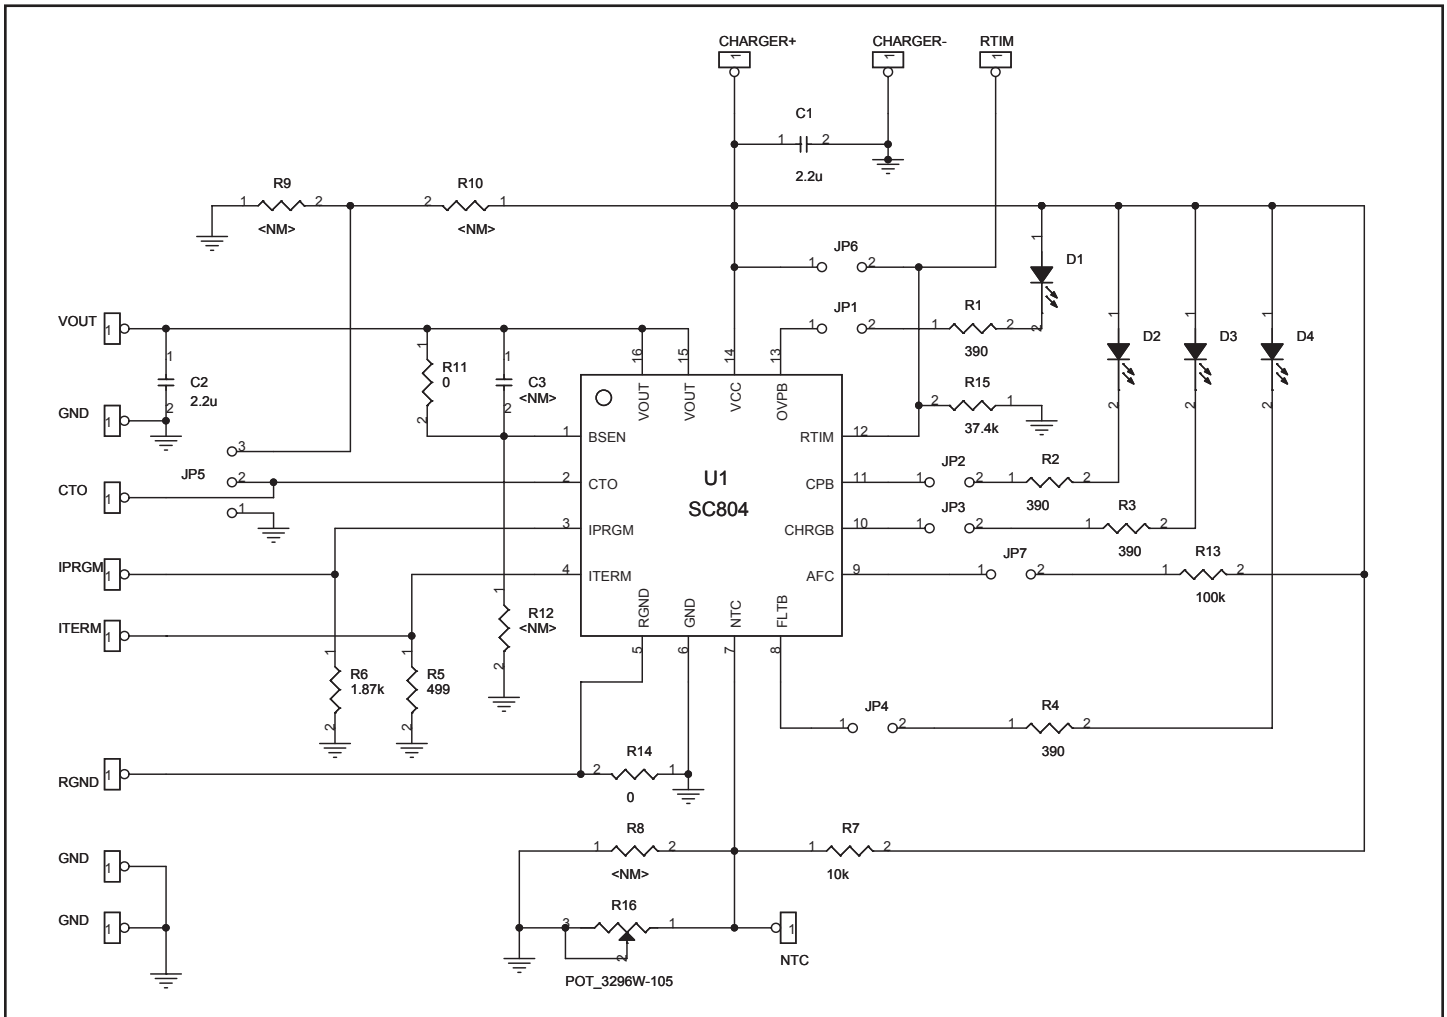 CHARGER+ CHARGER- RTIM
1 1 1
C1
1 2
2.2u
R9 R10
1 2 2 1
<NM> <NM>
JP6
1 2
1 D1
JP1 R1
VOUT 1
1 2 1 2 2
390
1 1 1
D2 D3 D4
1 1 16 15 14 13
R11
0
C2
2.2u
C3
<NM>
R15
2 1
37.4k
GND 1
2 2 2
VOUT VOUT VCC OVPB
2 2 2
3
1 BSEN RTIM 12
JP5 2
CTO 1
2 CTO U1 CPB 11
JP2 R2
1 2 1 2
390
1
SC804
JP3 R3
3 IPRGM CHRGB 10 1 2 1 2
390
JP7 R13
IPRGM 1
4 ITERM AFC 9 1 2 1 2
100k
ITERM 1
1 R12
<NM>
2
RGND GND NTC FLTB
5 6 7 8
1 1
R6
1.87k
R5
499
2 2
JP4 R4
1 2 1 2
390
R14
RGND 1
2 1
0
R8 R7
GND 1
1 2 1 2
<NM> 10k
R16
GND 1
3 1 1
2
NTC
POT_3296W-105